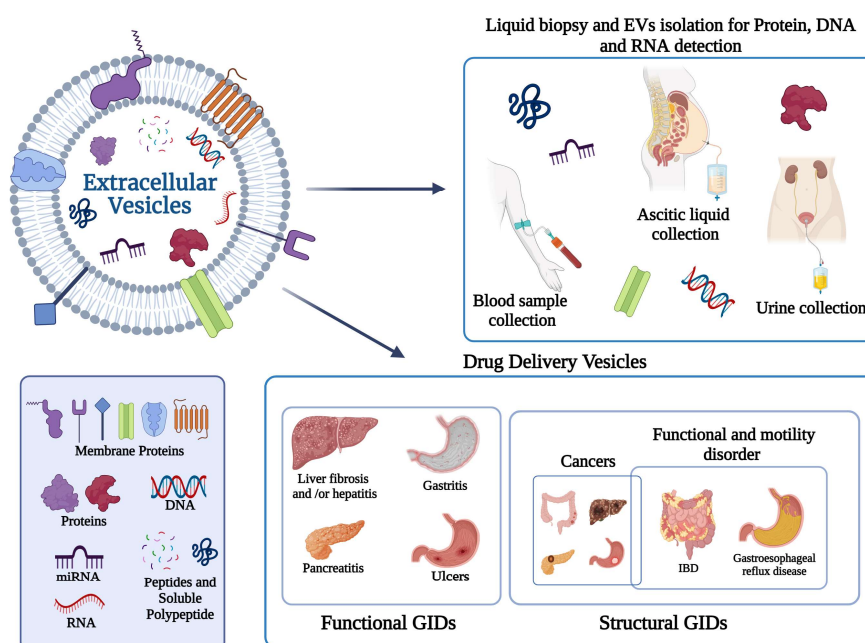 Liquid biopsy and EVs isolation for Protein, DNA
and RNA detection
Extracellular
Vesicles
Ascitic liquid
collection
Blood sample
collection
Urine collection
Drug Delivery Vesicles
Membrane Proteins
Proteins
DNA
miRNA
Peptides and
Soluble
Polypeptide
RNA
Liver fibrosis
and /or hepatitis
Gastritis
Pancreatitis
Ulcers
Functional GIDs
Cancers
Functional and motility
disorder
IBD
Gastroesophageal
reflux disease
Structural GIDs